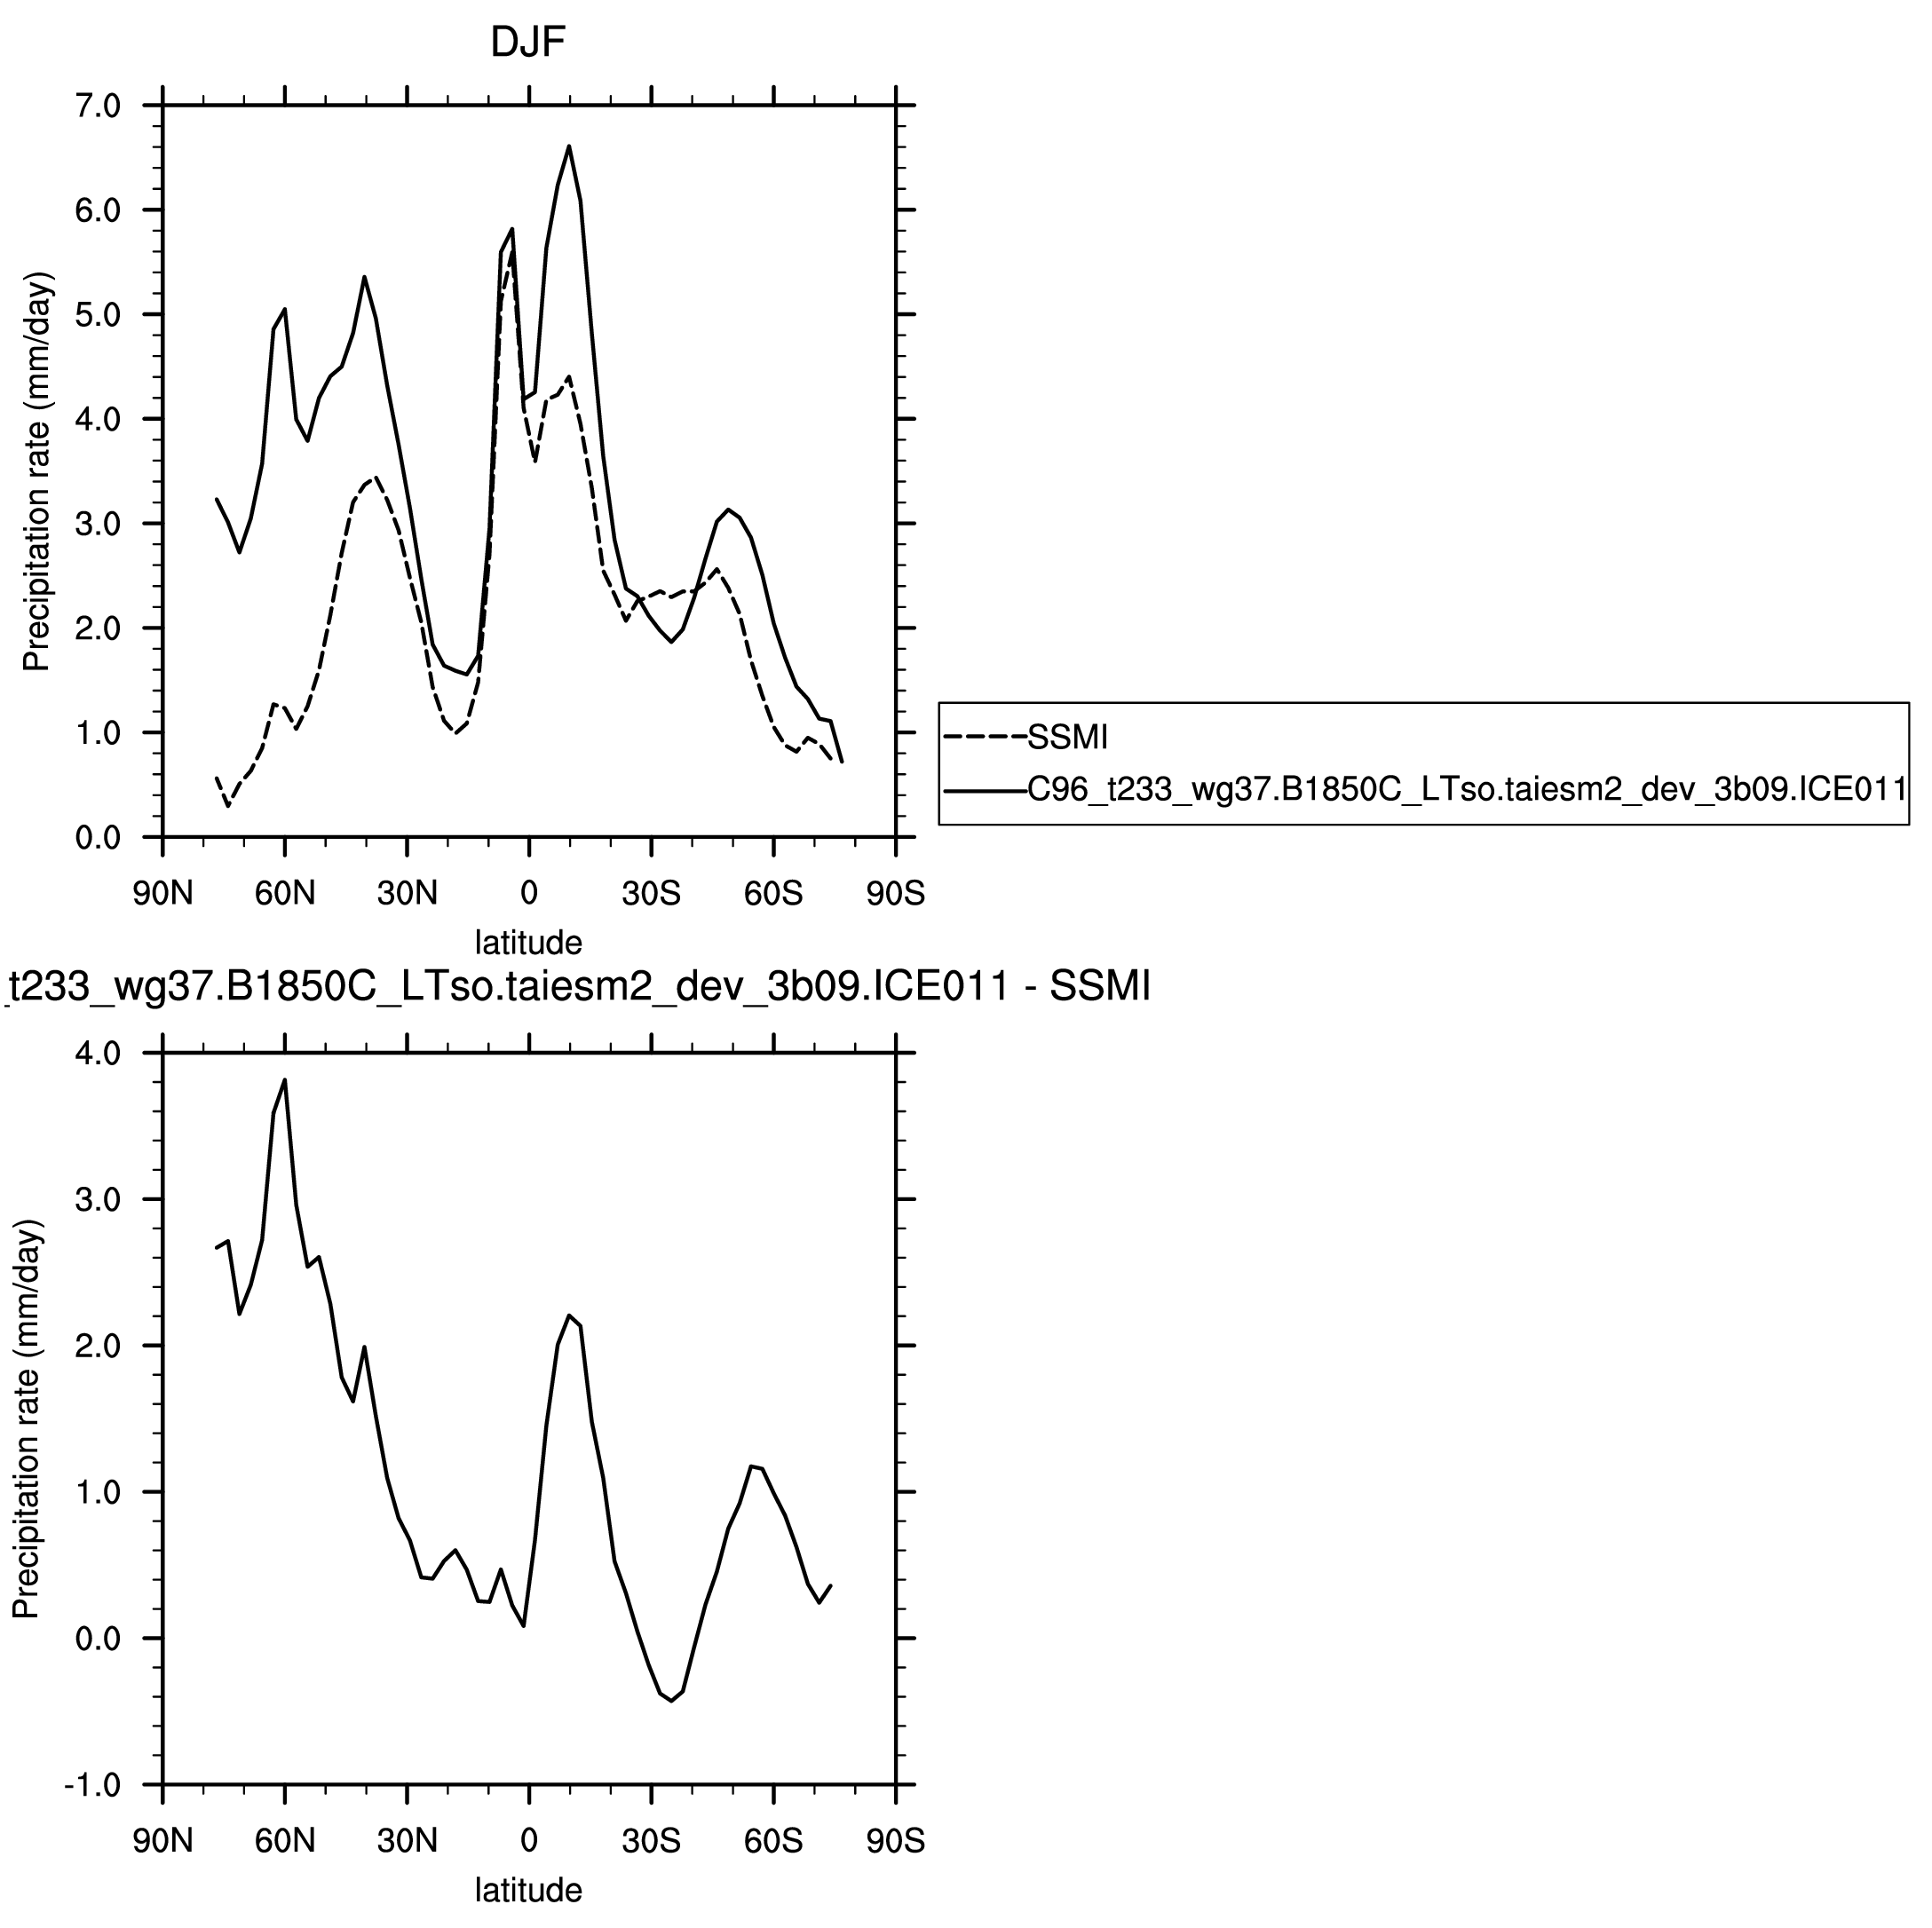 DJF
7.0
6.0
5.0
4.0
3.0
2.0
1.0
0.0
Precipitation rate (mm/day)
90N 60N 30N 0 30S 60S 90S
latitude
SSMI
C96_t233_wg37.B1850C_LTso.taiesm2_dev_3b09.ICE011
_t233_wg37.B1850C_LTso.taiesm2_dev_3b09.ICE011 - SSMI
4.0
3.0
2.0
1.0
0.0
-1.0
Precipitation rate (mm/day)
90N 60N 30N 0 30S 60S 90S
latitude